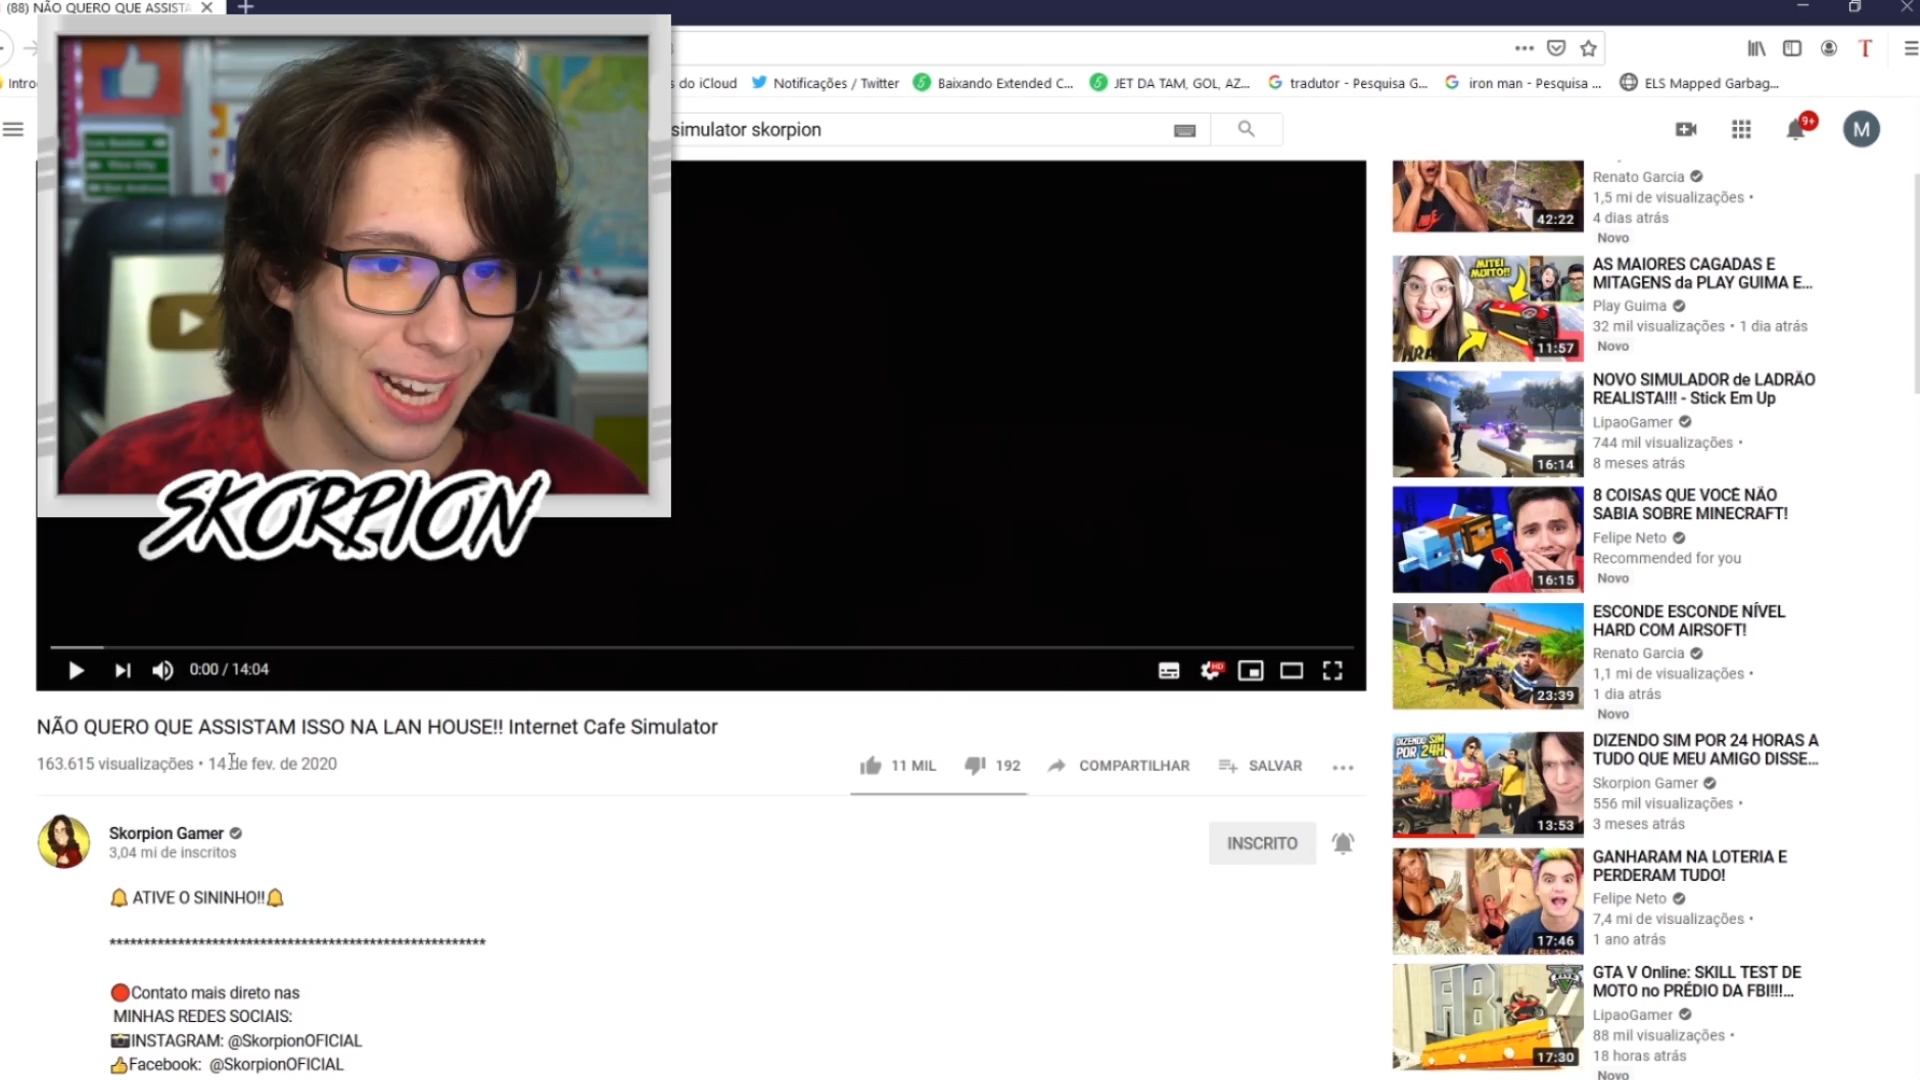 (88) NÃO QUERO QUE ASSISTA
Intro
s do iCloud
Notificações / Twitter
Baixando Extended C...
JET DA TAM, GOL, AZ...
tradutor - Pesquisa G...
iron man - Pesquisa ...
ELS Mapped Garbag...
simulator skorpion
9+
M
SKORPION
0:00 / 14:04
HD
NÃO QUERO QUE ASSISTAM ISSO NA LAN HOUSE!! Internet Cafe Simulator
163.615 visualizações • 14 de fev. de 2020
11 MIL
192
COMPARTILHAR
SALVAR
Skorpion Gamer
3,04 mi de inscritos
INSCRITO
🔔 ATIVE O SININHO!!🔔
********************************************************
🔴Contato mais direto nas
MINHAS REDES SOCIAIS:
📸INSTAGRAM: @SkorpionOFICIAL
👍Facebook: @SkorpionOFICIAL
42:22
Renato Garcia
1,5 mi de visualizações •
4 dias atrás
Novo
MITEI
MUITO!!
11:57
AS MAIORES CAGADAS E
MITAGENS da PLAY GUIMA E...
Play Guima
32 mil visualizações • 1 dia atrás
Novo
16:14
NOVO SIMULADOR de LADRÃO
REALISTA!!! - Stick Em Up
LipaoGamer
744 mil visualizações •
8 meses atrás
16:15
8 COISAS QUE VOCÊ NÃO
SABIA SOBRE MINECRAFT!
Felipe Neto
Recommended for you
Novo
23:39
ESCONDE ESCONDE NÍVEL
HARD COM AIRSOFT!
Renato Garcia
1,1 mi de visualizações •
1 dia atrás
Novo
DIZENDO SIM
POR 24H
13:53
DIZENDO SIM POR 24 HORAS A
TUDO QUE MEU AMIGO DISSE...
Skorpion Gamer
556 mil visualizações •
3 meses atrás
17:46
GANHARAM NA LOTERIA E
PERDERAM TUDO!
Felipe Neto
7,4 mi de visualizações •
1 ano atrás
17:30
GTA V Online: SKILL TEST DE
MOTO no PRÉDIO DA FBI!!!...
LipaoGamer
88 mil visualizações •
18 horas atrás
Novo